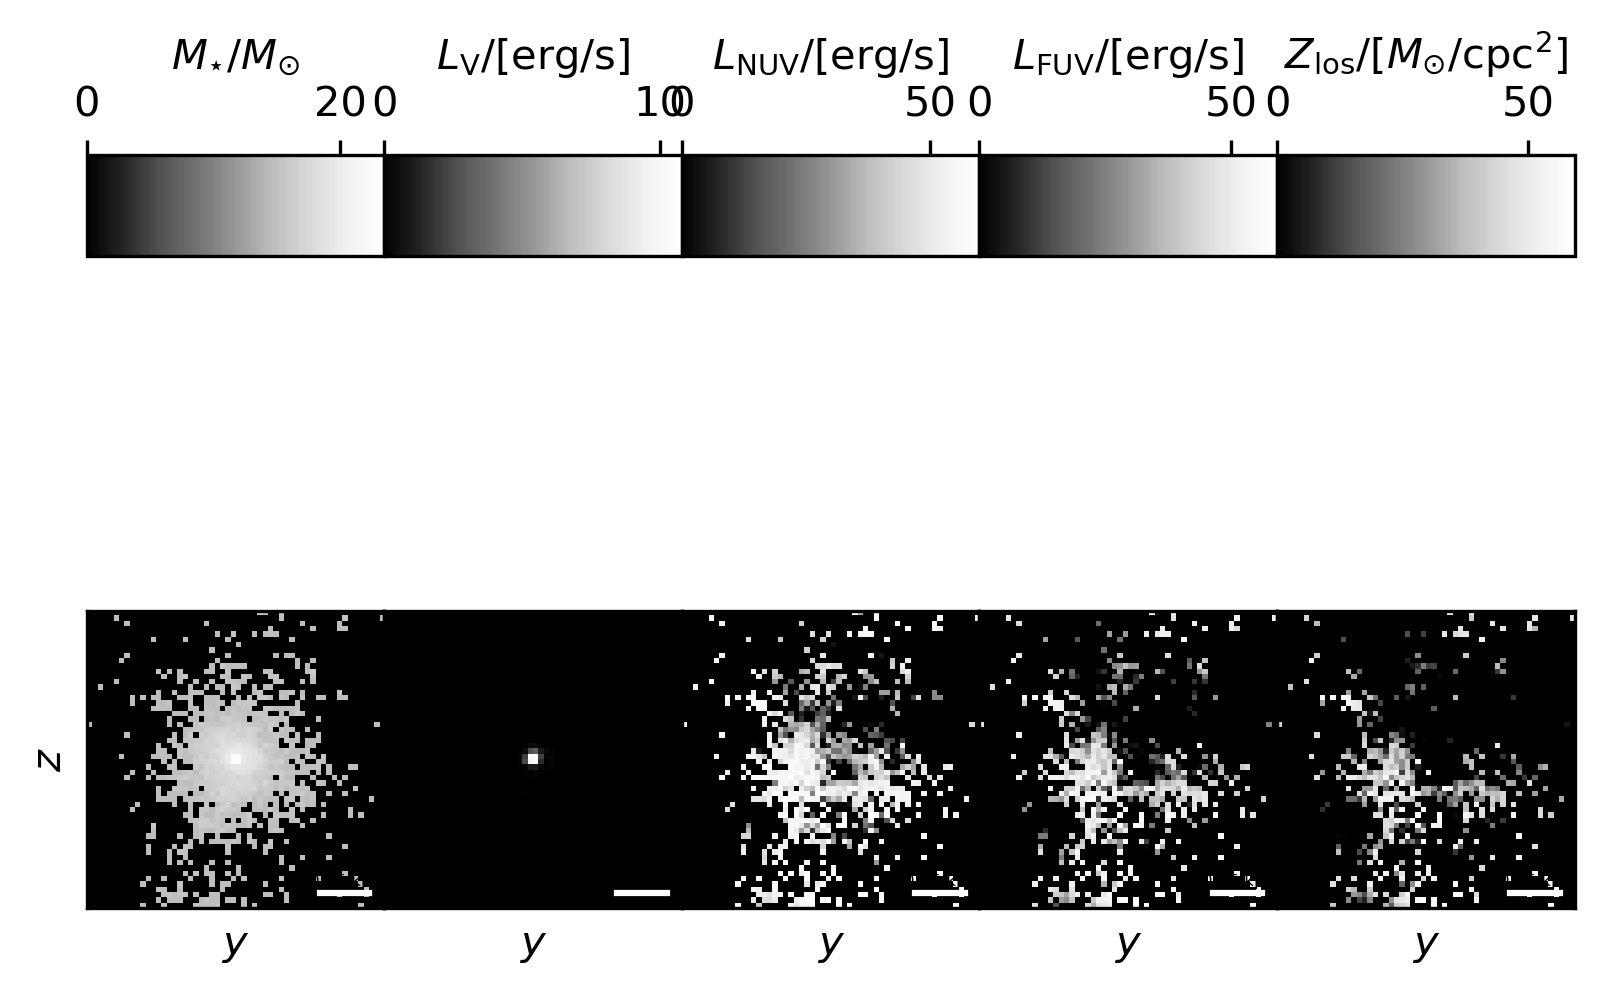 M⋆/M⊙ L_V/[erg/s] L_NUV/[erg/s] L_FUV/[erg/s] Z_los/[M⊙/cpc²]
0 20 0 10 0 50 0 50 0 50
z
y y y y y